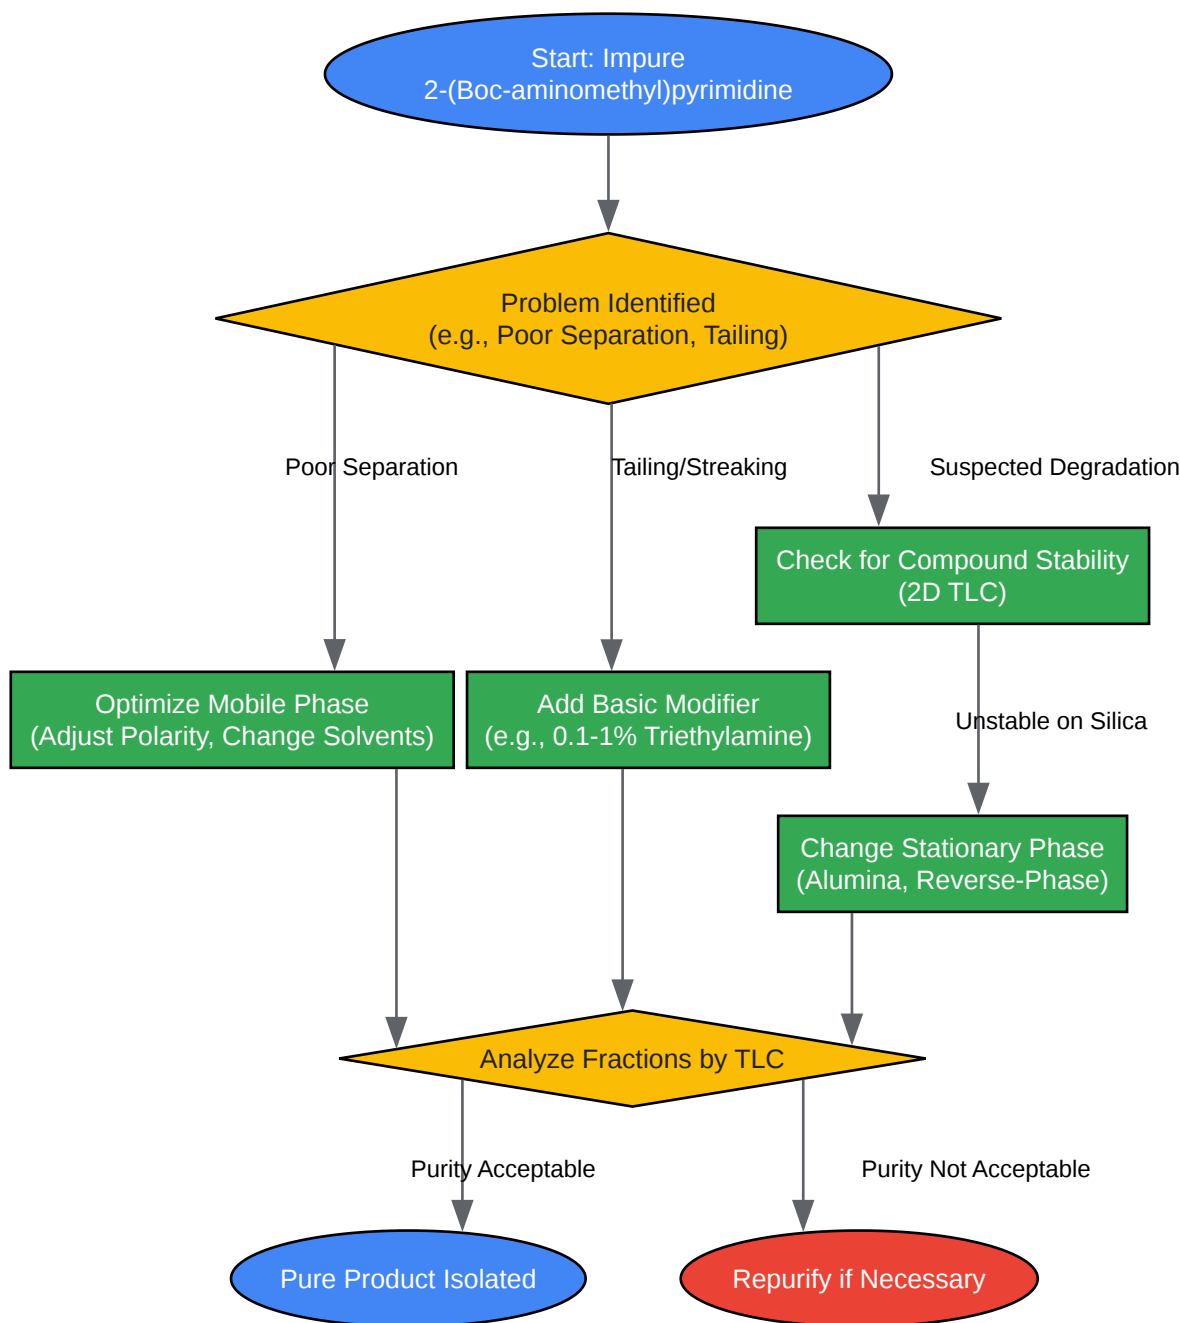 Start: Impure
2-(Boc-aminomethyl)pyrimidine
Problem Identified
(e.g., Poor Separation, Tailing)
Poor Separation
Tailing/Streaking
Suspected Degradation
Check for Compound Stability
(2D TLC)
Optimize Mobile Phase
(Adjust Polarity, Change Solvents)
Add Basic Modifier
(e.g., 0.1-1% Triethylamine)
Unstable on Silica
Change Stationary Phase
(Alumina, Reverse-Phase)
Analyze Fractions by TLC
Purity Acceptable
Purity Not Acceptable
Pure Product Isolated
Repurify if Necessary